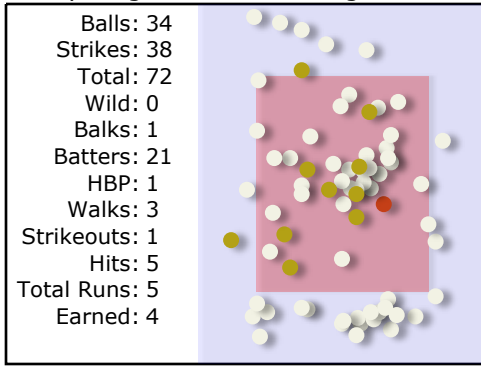 Balls: 34
Strikes: 38
Total: 72
Wild: 0
Balks: 1
Batters: 21
HBP: 1
Walks: 3
Strikeouts: 1
Hits: 5
Total Runs: 5
Earned: 4